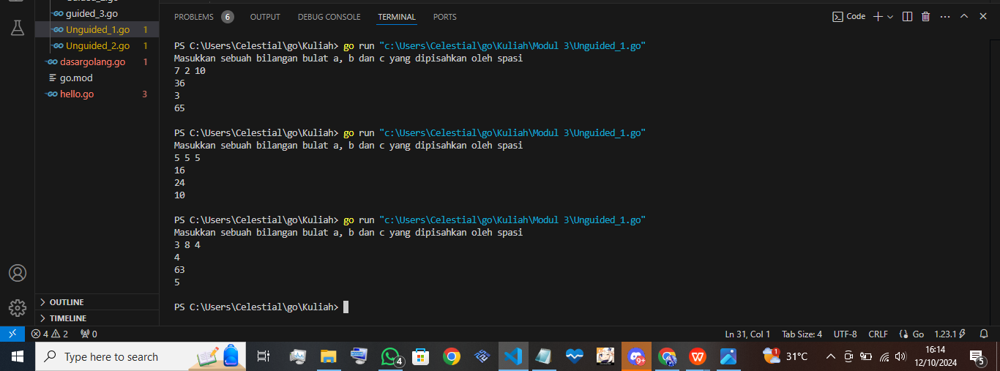 guided_3.go
Unguided_1.go 1
Unguided_2.go 1
dasargolang.go 1
go.mod
hello.go 3
OUTLINE
TIMELINE
PROBLEMS 6 OUTPUT DEBUG CONSOLE TERMINAL PORTS
Code
PS C:\Users\Celestial\go\Kuliah> go run "c:\Users\Celestial\go\Kuliah\Modul 3\Unguided_1.go"
Masukkan sebuah bilangan bulat a, b dan c yang dipisahkan oleh spasi
7 2 10
36
3
65
PS C:\Users\Celestial\go\Kuliah> go run "c:\Users\Celestial\go\Kuliah\Modul 3\Unguided_1.go"
Masukkan sebuah bilangan bulat a, b dan c yang dipisahkan oleh spasi
5 5 5
16
24
10
PS C:\Users\Celestial\go\Kuliah> go run "c:\Users\Celestial\go\Kuliah\Modul 3\Unguided_1.go"
Masukkan sebuah bilangan bulat a, b dan c yang dipisahkan oleh spasi
3 8 4
4
63
5
PS C:\Users\Celestial\go\Kuliah>
4 2 0 Ln 31, Col 1 Tab Size: 4 UTF-8 CRLF Go 1.23.1
Type here to search
4
9+
1
31°C
16:14
12/10/2024
5